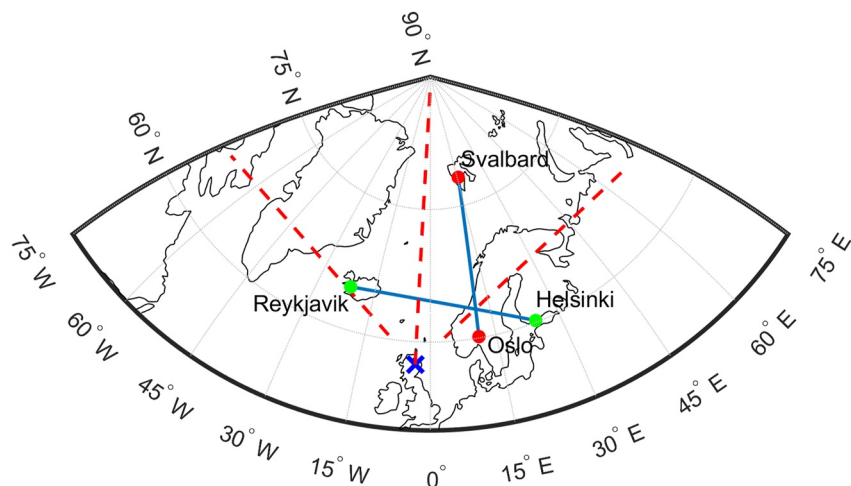 90° N
75° N
60° N
Svalbard
Reykjavik
Helsinki
Oslo
75° W
60° W
45° W
30° W
15° W
0°
15° E
30° E
45° E
60° E
75° E